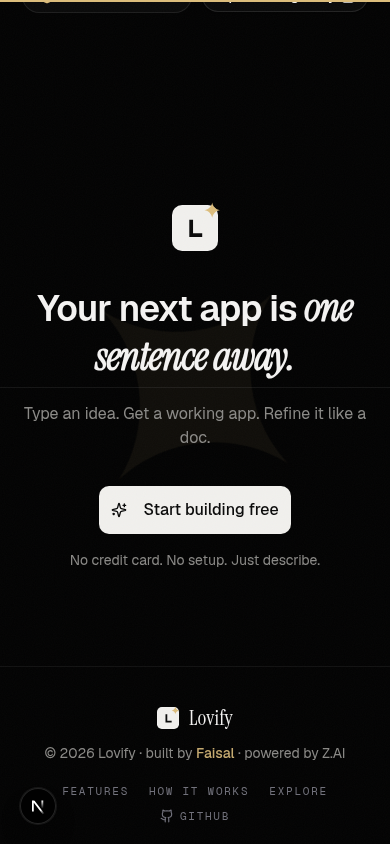 L
Your next app is one
sentence away.
Type an idea. Get a working app. Refine it like a
doc.
Start building free
No credit card. No setup. Just describe.
L Lovify
© 2026 Lovify · built by Faisal · powered by Z.AI
FEATURES HOW IT WORKS EXPLORE
GITHUB
N